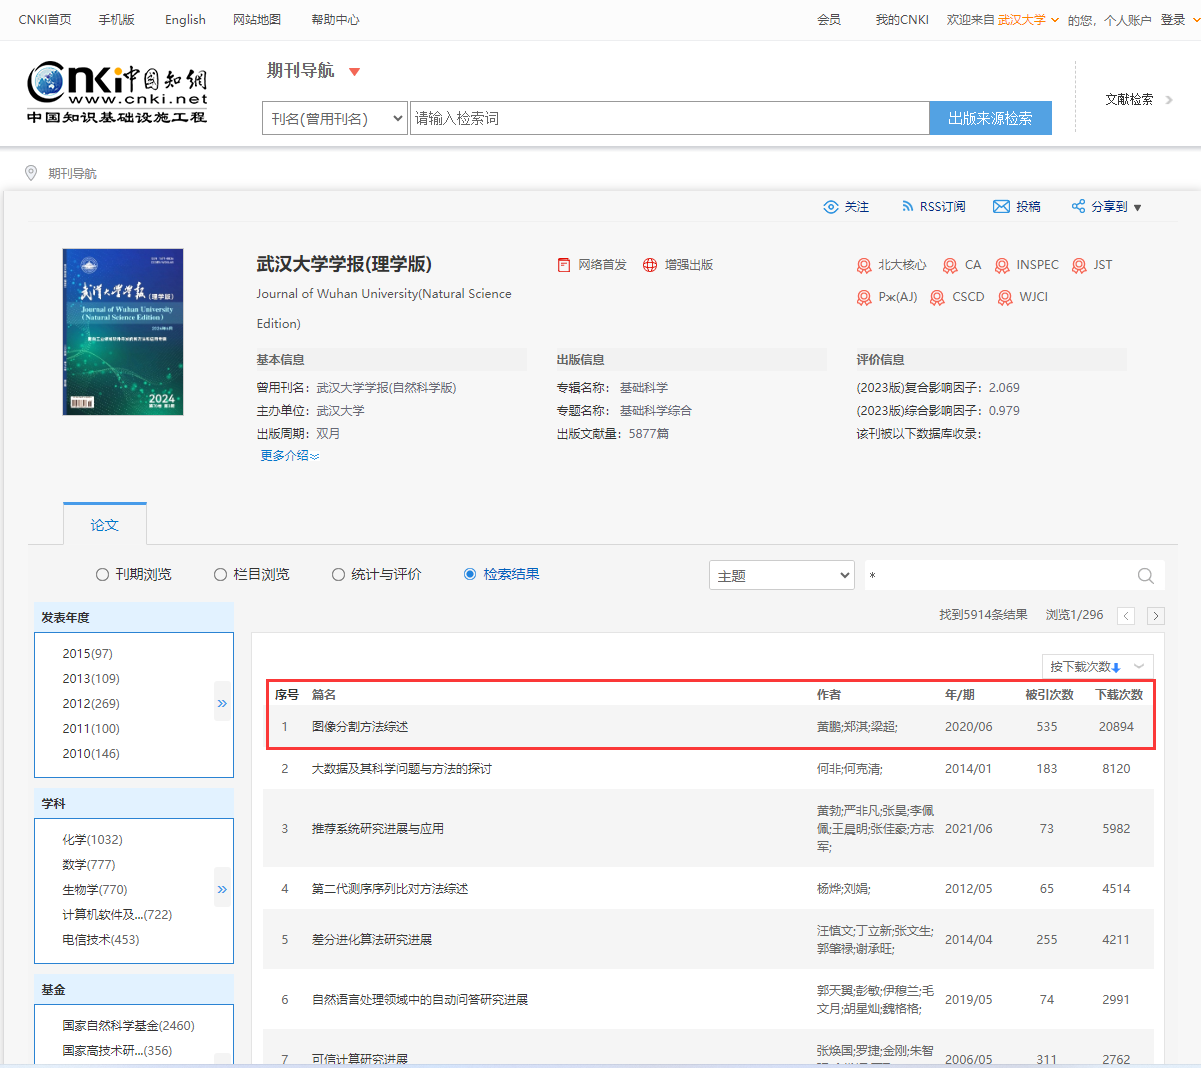 CNKI首页 手机版 English 网站地图 帮助中心 会员 我的CNKI 欢迎来自 武汉大学 的您，个人账户 登录
cnki中国知网
www.cnki.net
中国知识基础设施工程
期刊导航
刊名(曾用刊名) 请输入检索词 出版来源检索
文献检索
期刊导航
关注 RSS订阅 投稿 分享到
武汉大学学报(理学版)
Journal of Wuhan University(Natural Science
Edition)
网络首发 增强出版
北大核心 CA INSPEC JST
Pж(AJ) CSCD WJCI
武汉大学学报(理学版)
Journal of Wuhan University
(Natural Science Edition)
2024
基本信息
曾用刊名：武汉大学学报(自然科学版)
主办单位：武汉大学
出版周期：双月
更多介绍
出版信息
专辑名称：基础科学
专题名称：基础科学综合
出版文献量：5877篇
评价信息
(2023版)复合影响因子：2.069
(2023版)综合影响因子：0.979
该刊被以下数据库收录：
论文
刊期浏览 栏目浏览 统计与评价 检索结果 主题 *
找到5914条结果 浏览1/296 < >
发表年度
2015(97)
2013(109)
2012(269)
2011(100)
2010(146)
学科
化学(1032)
数学(777)
生物学(770)
计算机软件及...(722)
电信技术(453)
基金
国家自然科学基金(2460)
国家高技术研...(356)
按下载次数
序号 篇名 作者 年/期 被引次数 下载次数
1 图像分割方法综述 黄鹏;郑淇;梁超; 2020/06 535 20894
2 大数据及其科学问题与方法的探讨 何非;何克清; 2014/01 183 8120
3 推荐系统研究进展与应用 黄勃;严非凡;张昊;李佩佩;王晨明;张佳豪;方志军; 2021/06 73 5982
4 第二代测序序列比对方法综述 杨烨;刘娟; 2012/05 65 4514
5 差分进化算法研究进展 汪慎文;丁立新;张文生;郭肇禄;谢承旺; 2014/04 255 4211
6 自然语言处理领域中的自动问答研究进展 郭天翼;彭敏;伊穆兰;毛文月;胡星灿;魏格格; 2019/05 74 2991
7 可信计算研究进展 张焕国;罗捷;金刚;朱智 2006/05 311 2762